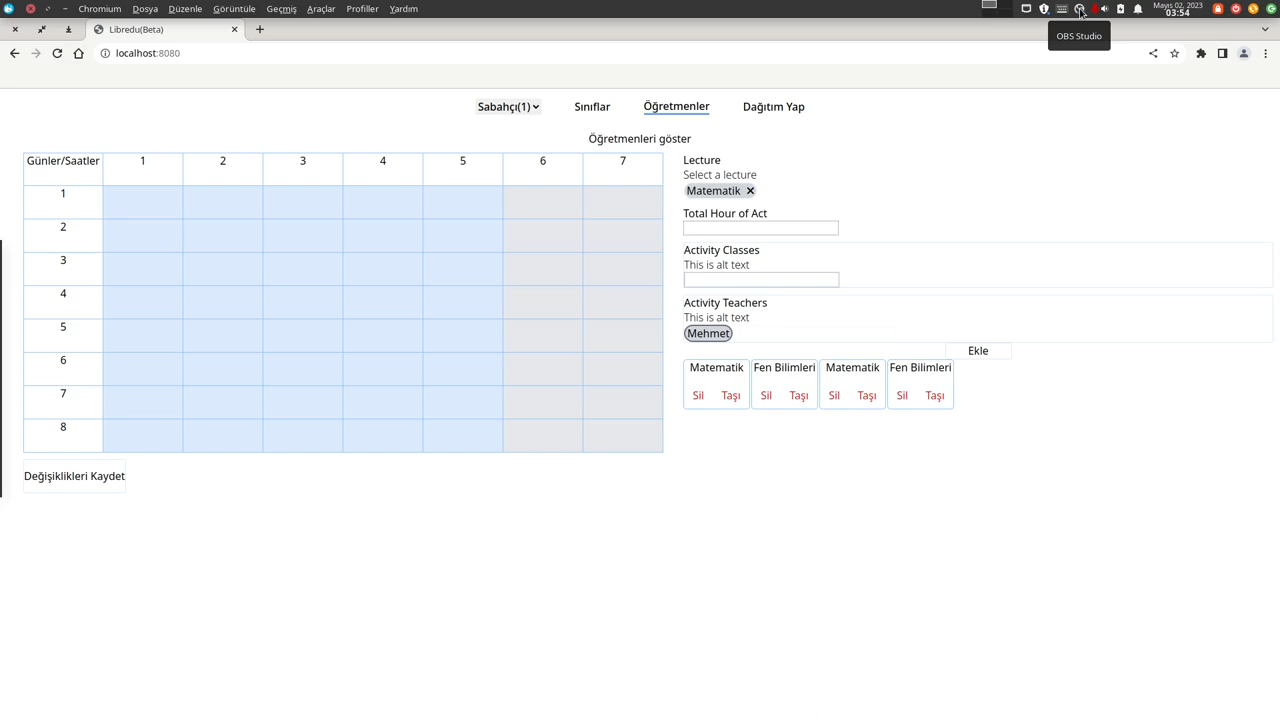 Chromium Dosya Düzenle Görüntüle Geçmiş Araçlar Profiller Yardım
Mayıs 02, 2023
03:54
Libredu(Beta)
OBS Studio
localhost:8080
Sabahçı(1) Sınıflar Öğretmenler Dağıtım Yap
Öğretmenleri göster
Günler/Saatler 1 2 3 4 5 6 7
1
2
3
4
5
6
7
8
Değişiklikleri Kaydet
Lecture
Select a lecture
Matematik ×
Total Hour of Act
Activity Classes
This is alt text
Activity Teachers
This is alt text
Mehmet
Ekle
Matematik Fen Bilimleri Matematik Fen Bilimleri
Sil Taşı Sil Taşı Sil Taşı Sil Taşı